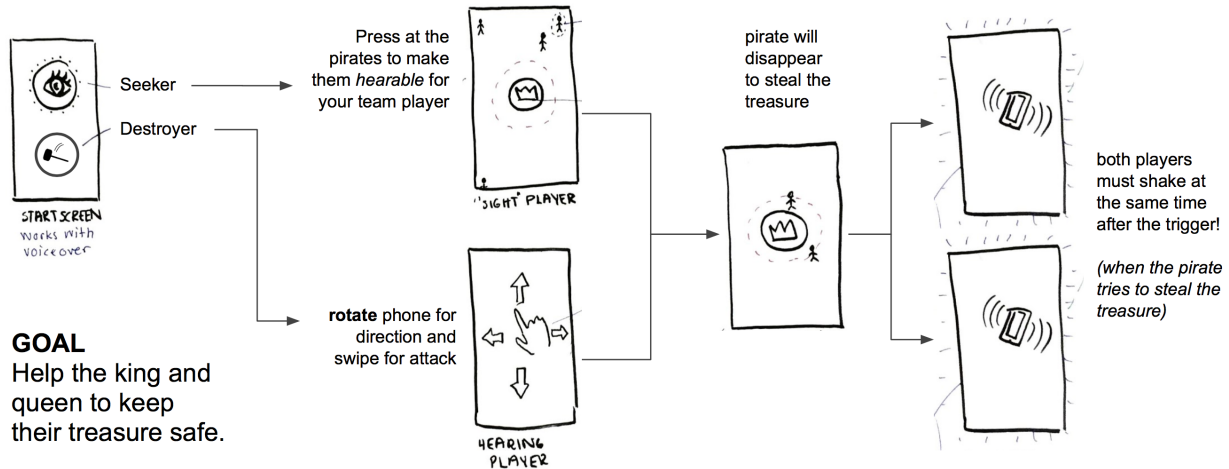 Seeker
Destroyer
START SCREEN
works with
voiceover
GOAL
Help the king and
queen to keep
their treasure safe.
Press at the
pirates to make
them hearable for
your team player
"SIGHT" PLAYER
rotate phone for
direction and
swipe for attack
HEARING
PLAYER
pirate will
disappear
to steal the
treasure
both players
must shake at
the same time
after the trigger!
(when the pirate
tries to steal the
treasure)